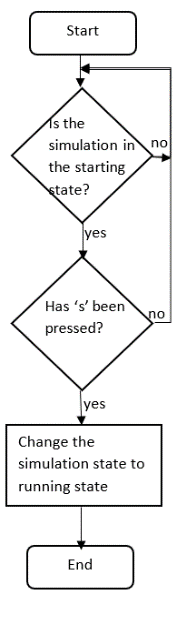 Start
Is the
simulation in
the starting
state?
no
yes
Has ‘s’ been
pressed?
no
yes
Change the
simulation state to
running state
End